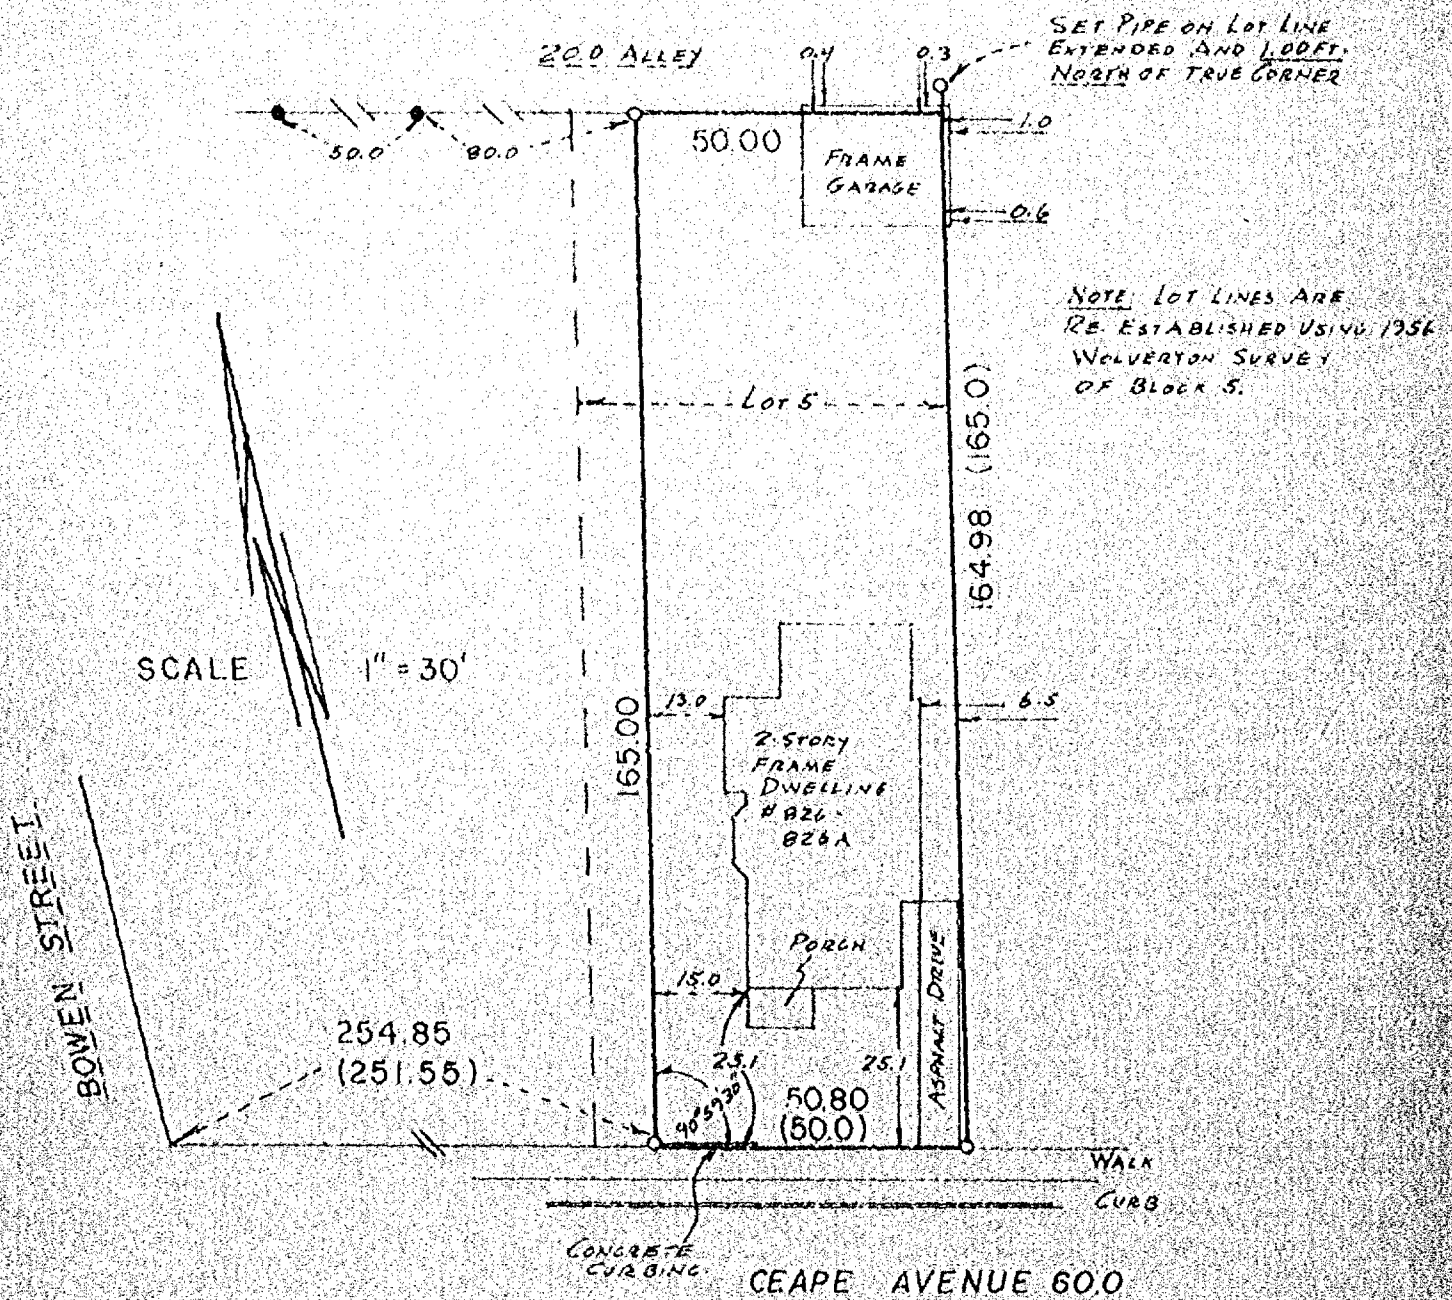 20.0 ALLEY
0.4
0.3
SET PIPE ON LOT LINE
EXTENDED AND 1.00 FT.
NORTH OF TRUE CORNER
50.0
80.0
50.00
1.0
FRAME
GARAGE
0.6
NOTE LOT LINES ARE
RE ESTABLISHED USING 1956
WOLVERTON SURVEY
OF BLOCK 5.
LOT 5
164.98 (165.0)
SCALE 1" = 30'
165.00
13.0
6.5
2-STORY
FRAME
DWELLING
# 826 -
826A
BOWEN STREET
PORCH
ASPHALT DRIVE
15.0
254.85
(251.55)
25.1
25.1
50.80
(50.0)
WALK
CURB
CONCRETE
CURBING
CEAPE AVENUE 60.0